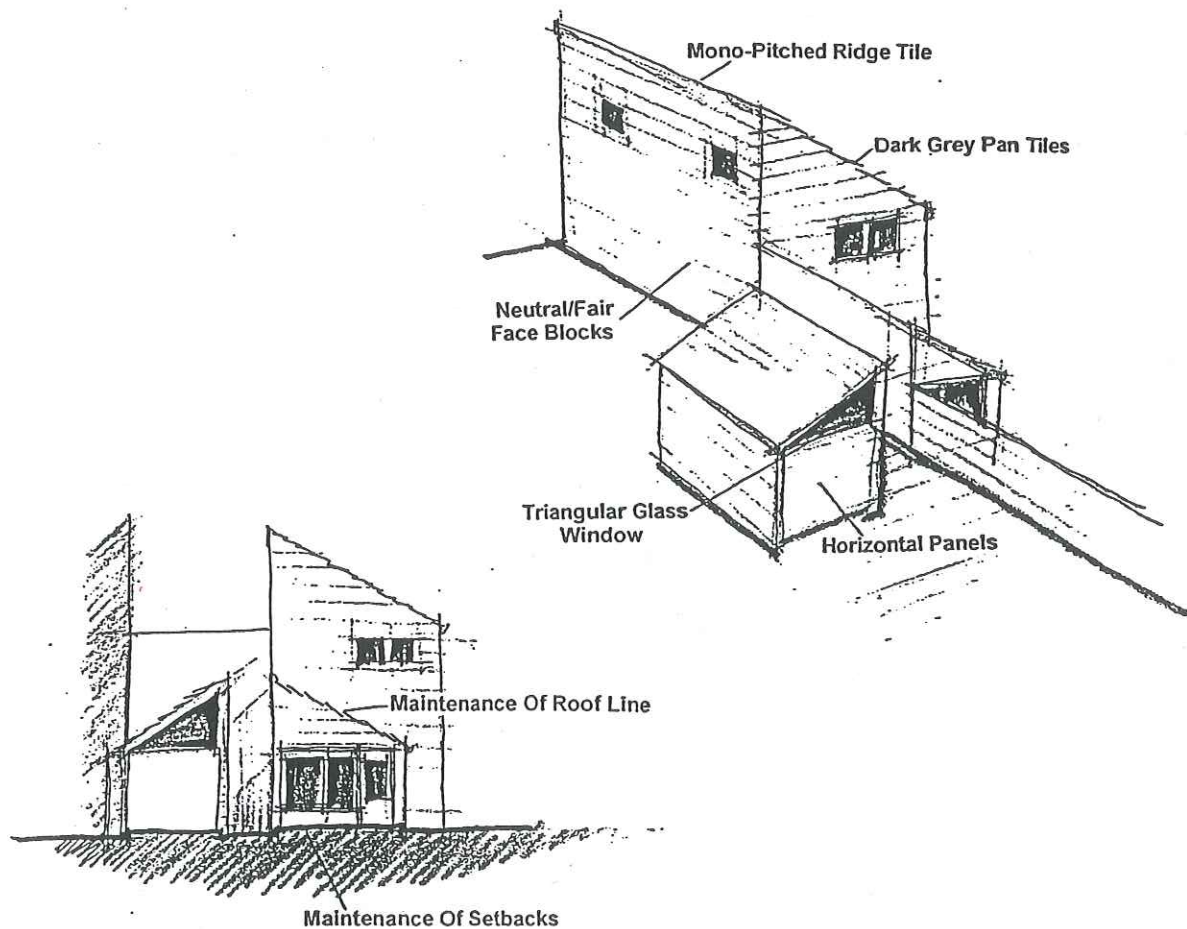 Mono-Pitched Ridge Tile
Dark Grey Pan Tiles
Neutral/Fair
Face Blocks
Triangular Glass
Window
Horizontal Panels
Maintenance Of Roof Line
Maintenance Of Setbacks